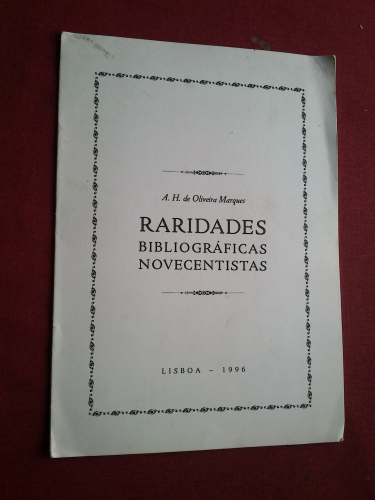 A. H. de Oliveira Marques
RARIDADES
BIBLIOGRÁFICAS
NOVECENTISTAS
LISBOA – 1996